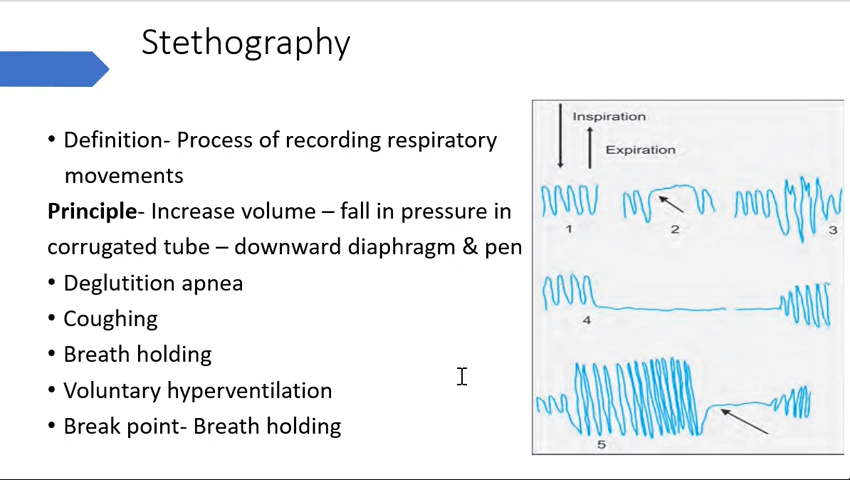 Stethography
• Definition- Process of recording respiratory
movements
Principle- Increase volume – fall in pressure in
corrugated tube – downward diaphragm & pen
• Deglutition apnea
• Coughing
• Breath holding
• Voluntary hyperventilation
• Break point- Breath holding
Inspiration
Expiration
1
2
3
4
5